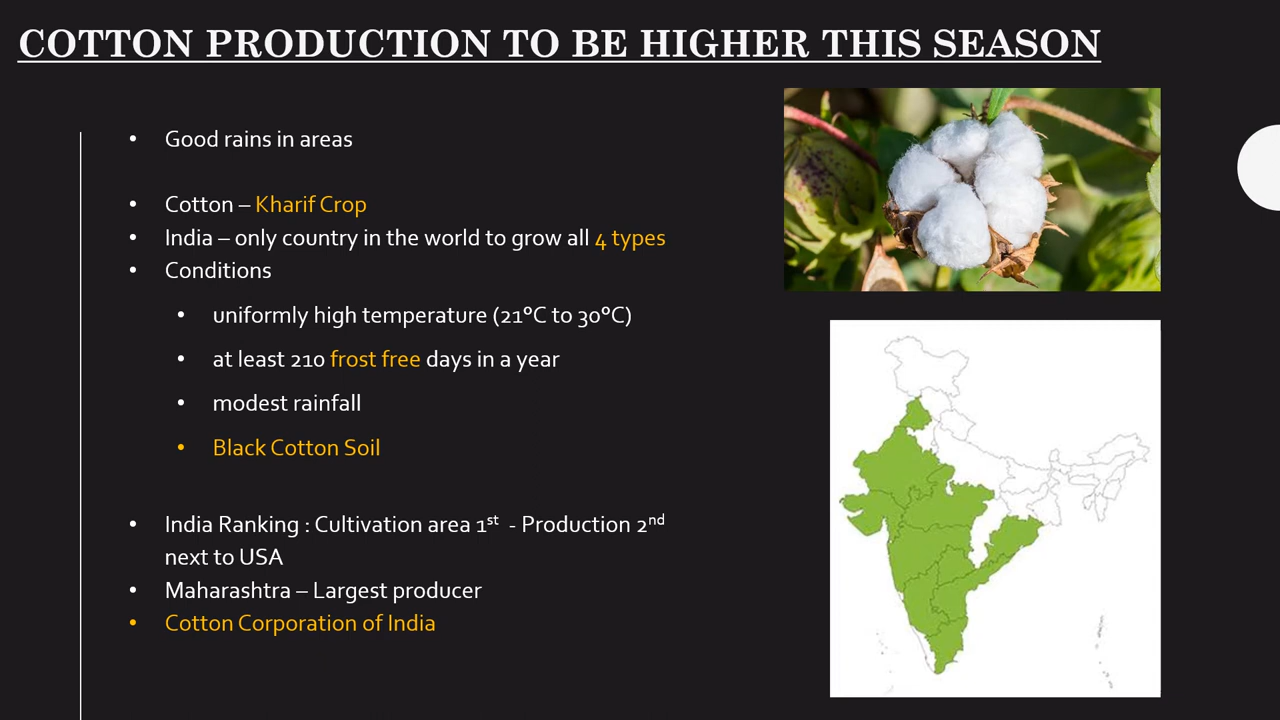 COTTON PRODUCTION TO BE HIGHER THIS SEASON
• Good rains in areas
• Cotton – Kharif Crop
• India – only country in the world to grow all 4 types
• Conditions
• uniformly high temperature (21°C to 30°C)
• at least 210 frost free days in a year
• modest rainfall
• Black Cotton Soil
• India Ranking : Cultivation area 1st - Production 2nd
next to USA
• Maharashtra – Largest producer
• Cotton Corporation of India